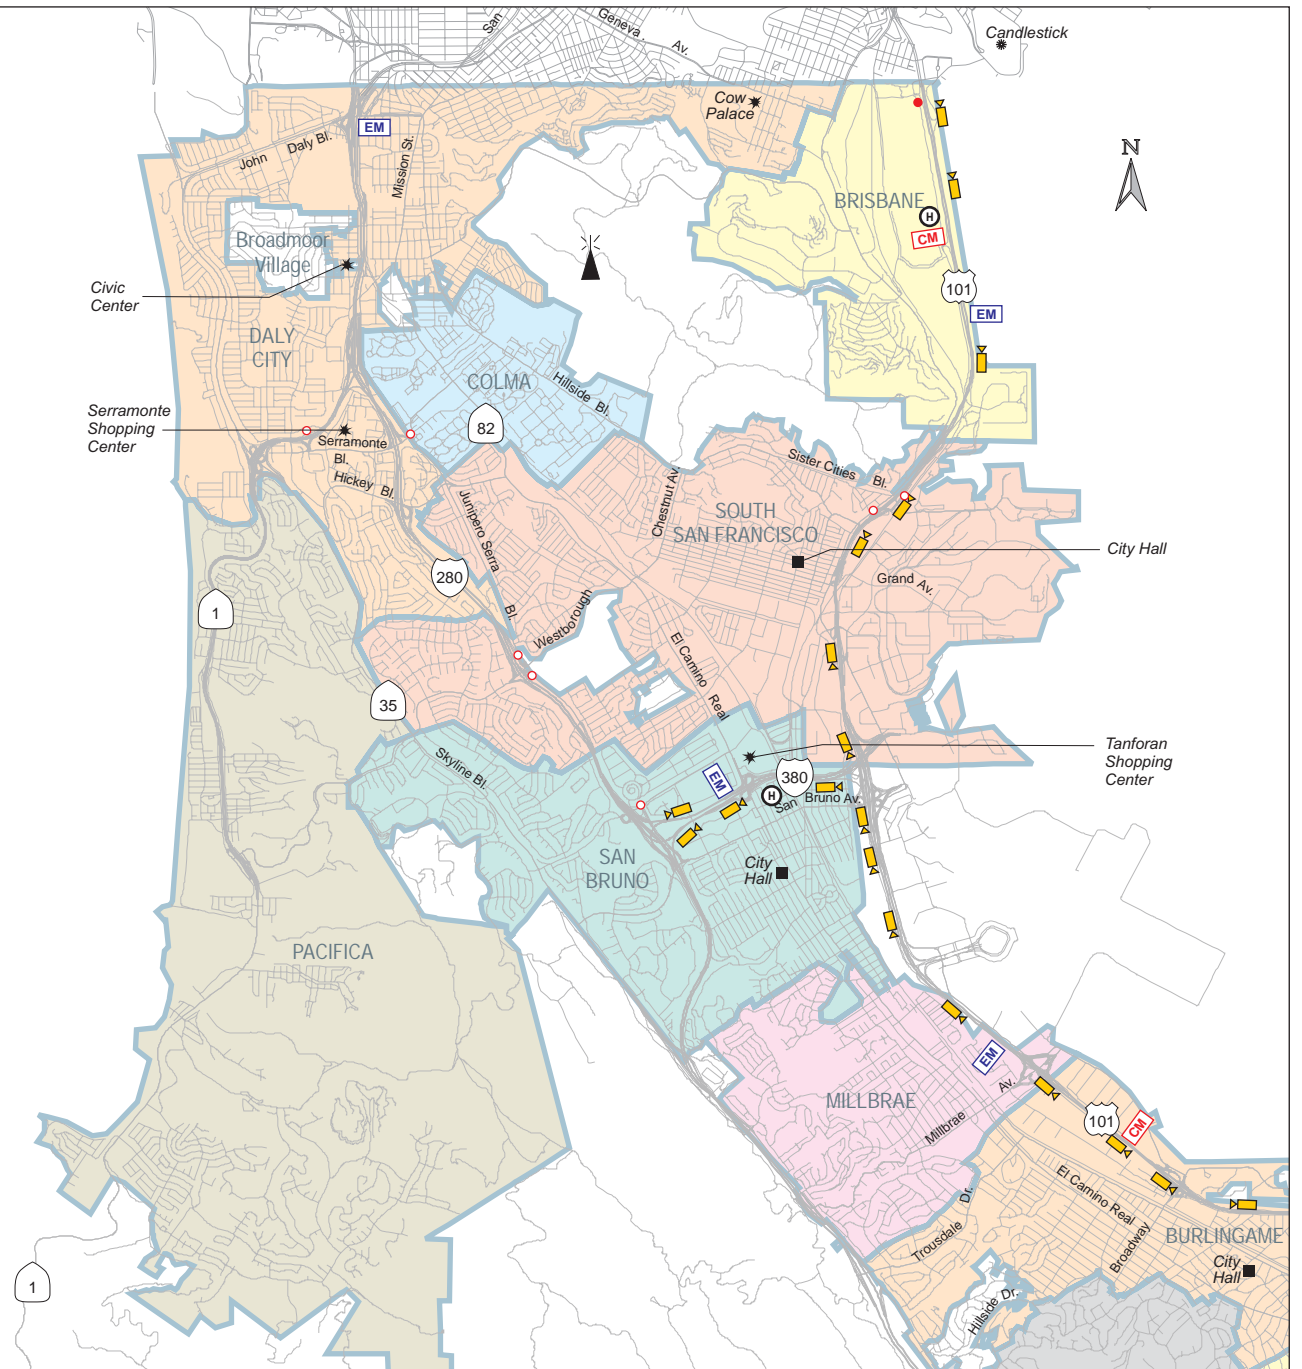 San
Geneva .
Av.
Candlestick
Cow
Palace
EM
John Daly Bl.
Mission St.
N
BRISBANE
H
CM
Broadmoor
Village
Civic
Center
101
EM
DALY
CITY
COLMA
Hillside Bl.
82
Serramonte
Shopping
Center
Serramonte
Bl.
Hickey Bl.
Sister Cities Bl.
Chestnut Av.
Junipero Serra Bl.
SOUTH
SAN FRANCISCO
City Hall
Grand Av.
280
1
Westborough
El Camino Real
35
Tanforan
Shopping
Center
Skyline Bl.
EM
380
H
San Bruno Av.
SAN
BRUNO
City
Hall
PACIFICA
EM
Millbrae Av.
MILLBRAE
101
CM
El Camino Real
Trousdale Dr.
Broadway
BURLINGAME
City
Hall
Hillside Dr.
1